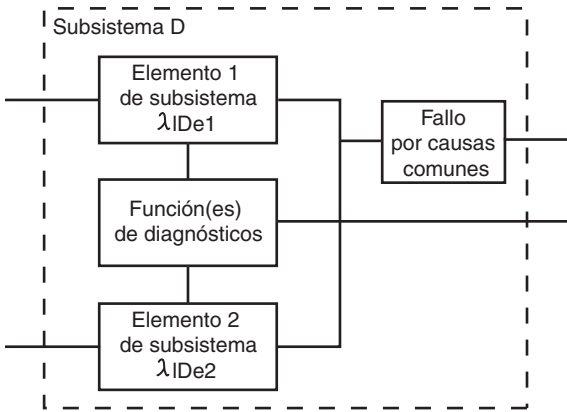 Subsistema D
Elemento 1
de subsistema
λIDe1
Fallo
por causas
comunes
Función(es)
de diagnósticos
Elemento 2
de subsistema
λIDe2